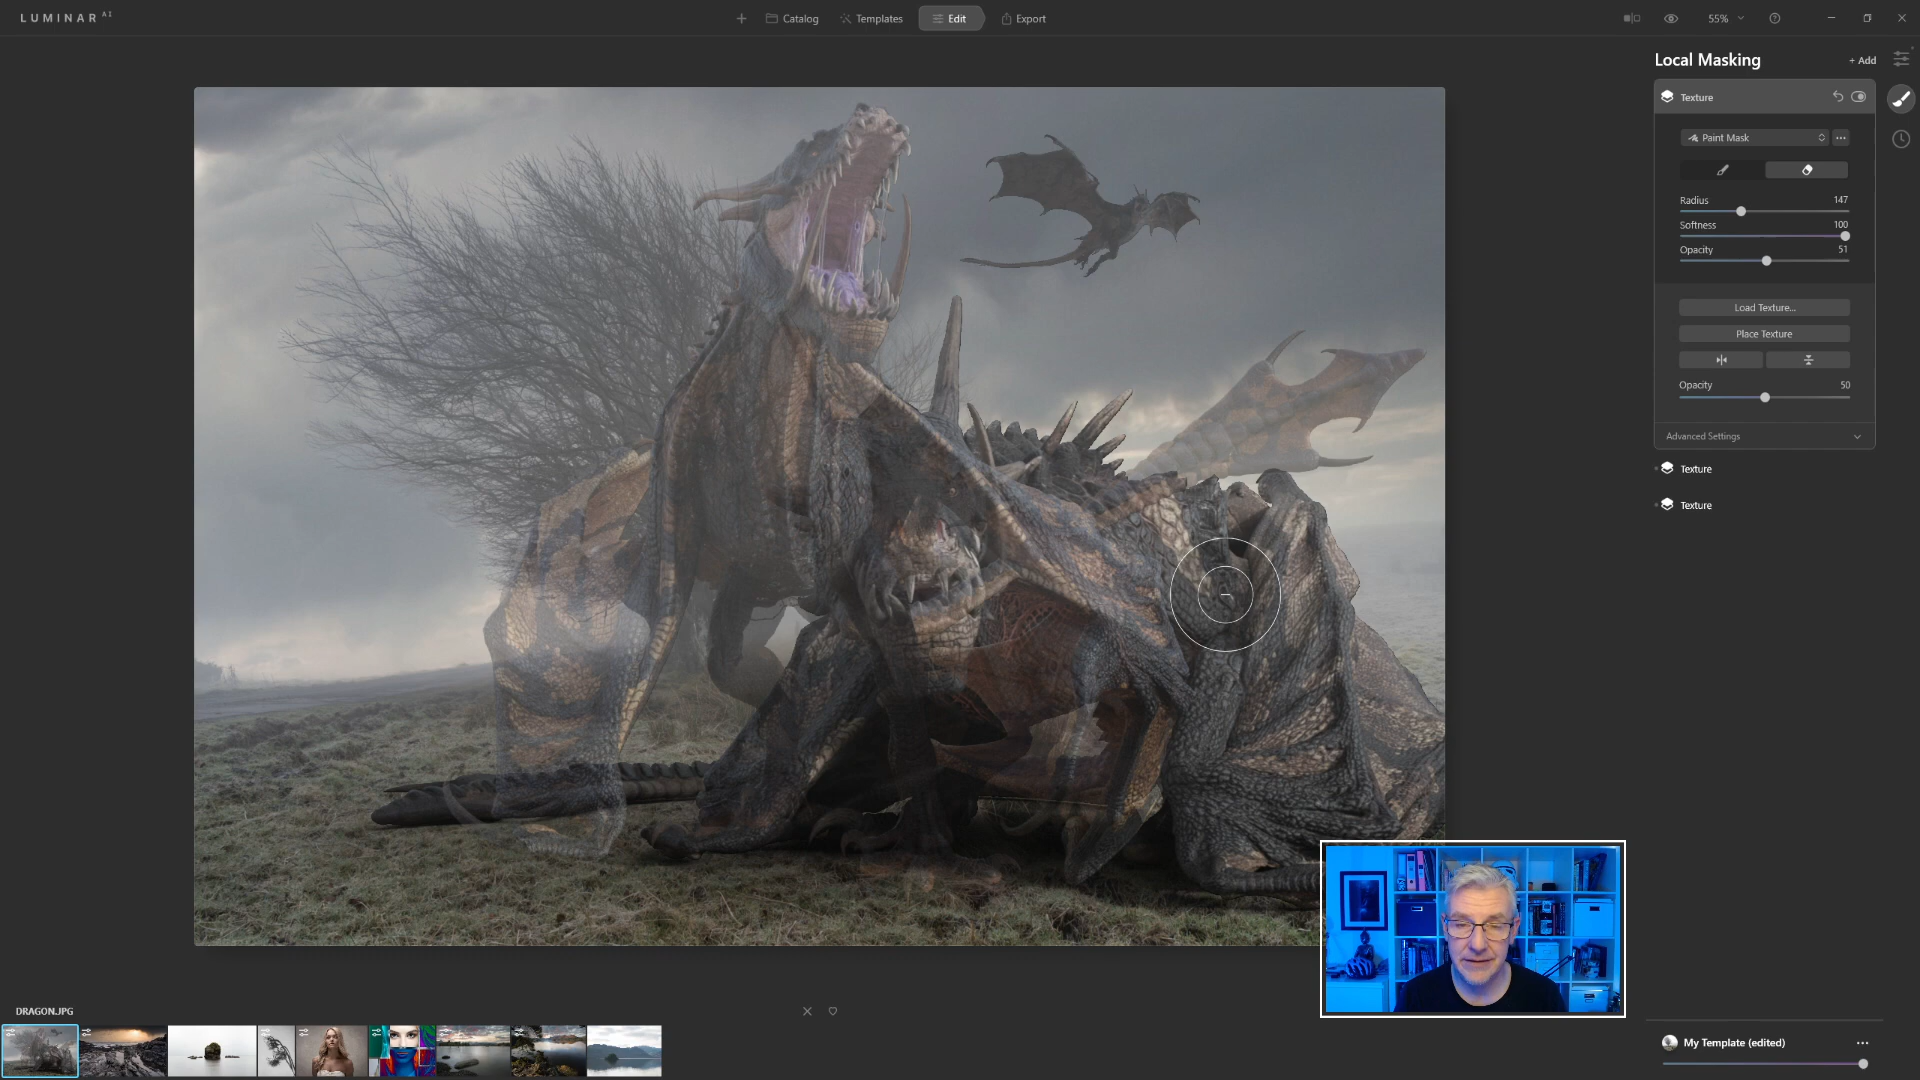 LUMINAR AI
Catalog
Templates
Edit
Export
55%
Local Masking
+ Add
Texture
Paint Mask
Radius
147
Softness
100
Opacity
51
Load Texture...
Place Texture
Opacity
50
Advanced Settings
Texture
Texture
DRAGON.JPG
My Template (edited)